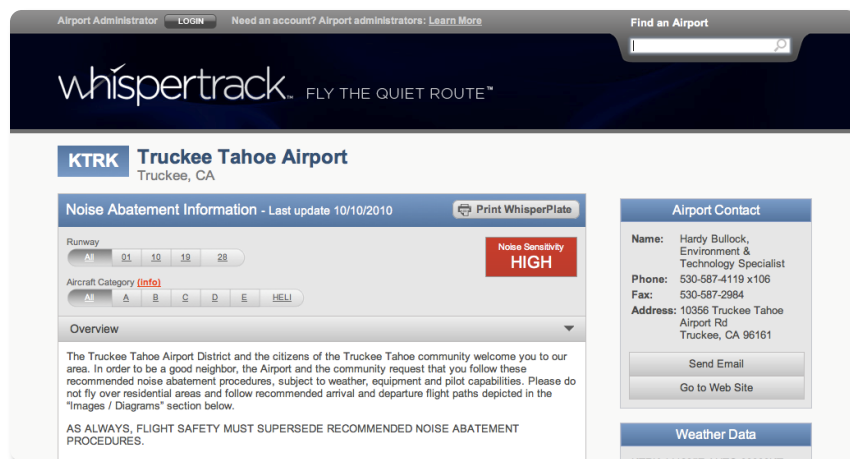 Airport Administrator LOGIN Need an account? Airport administrators: Learn More
Find an Airport
whispertrack™ FLY THE QUIET ROUTE™
KTRK Truckee Tahoe Airport
Truckee, CA
Noise Abatement Information - Last update 10/10/2010 Print WhisperPlate
Runway
All 01 10 19 28
Noise Sensitivity
HIGH
Aircraft Category (info)
All A B C D E HELI
Overview
The Truckee Tahoe Airport District and the citizens of the Truckee Tahoe community welcome you to our
area. In order to be a good neighbor, the Airport and the community request that you follow these
recommended noise abatement procedures, subject to weather, equipment and pilot capabilities. Please do
not fly over residential areas and follow recommended arrival and departure flight paths depicted in the
"Images / Diagrams" section below.
AS ALWAYS, FLIGHT SAFETY MUST SUPERSEDE RECOMMENDED NOISE ABATEMENT
PROCEDURES.
Airport Contact
Name: Hardy Bullock,
Environment &
Technology Specialist
Phone: 530-587-4119 x106
Fax: 530-587-2984
Address: 10356 Truckee Tahoe
Airport Rd
Truckee, CA 96161
Send Email
Go to Web Site
Weather Data